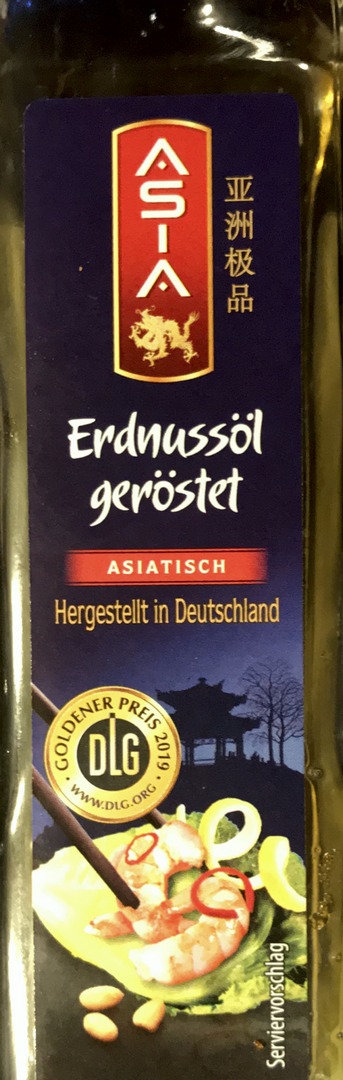 ASIA
亚洲极品
Erdnussöl
geröstet
ASIATISCH
Hergestellt in Deutschland
GOLDENER PREIS 2019
DLG
WWW.DLG.ORG
Serviervorschlag